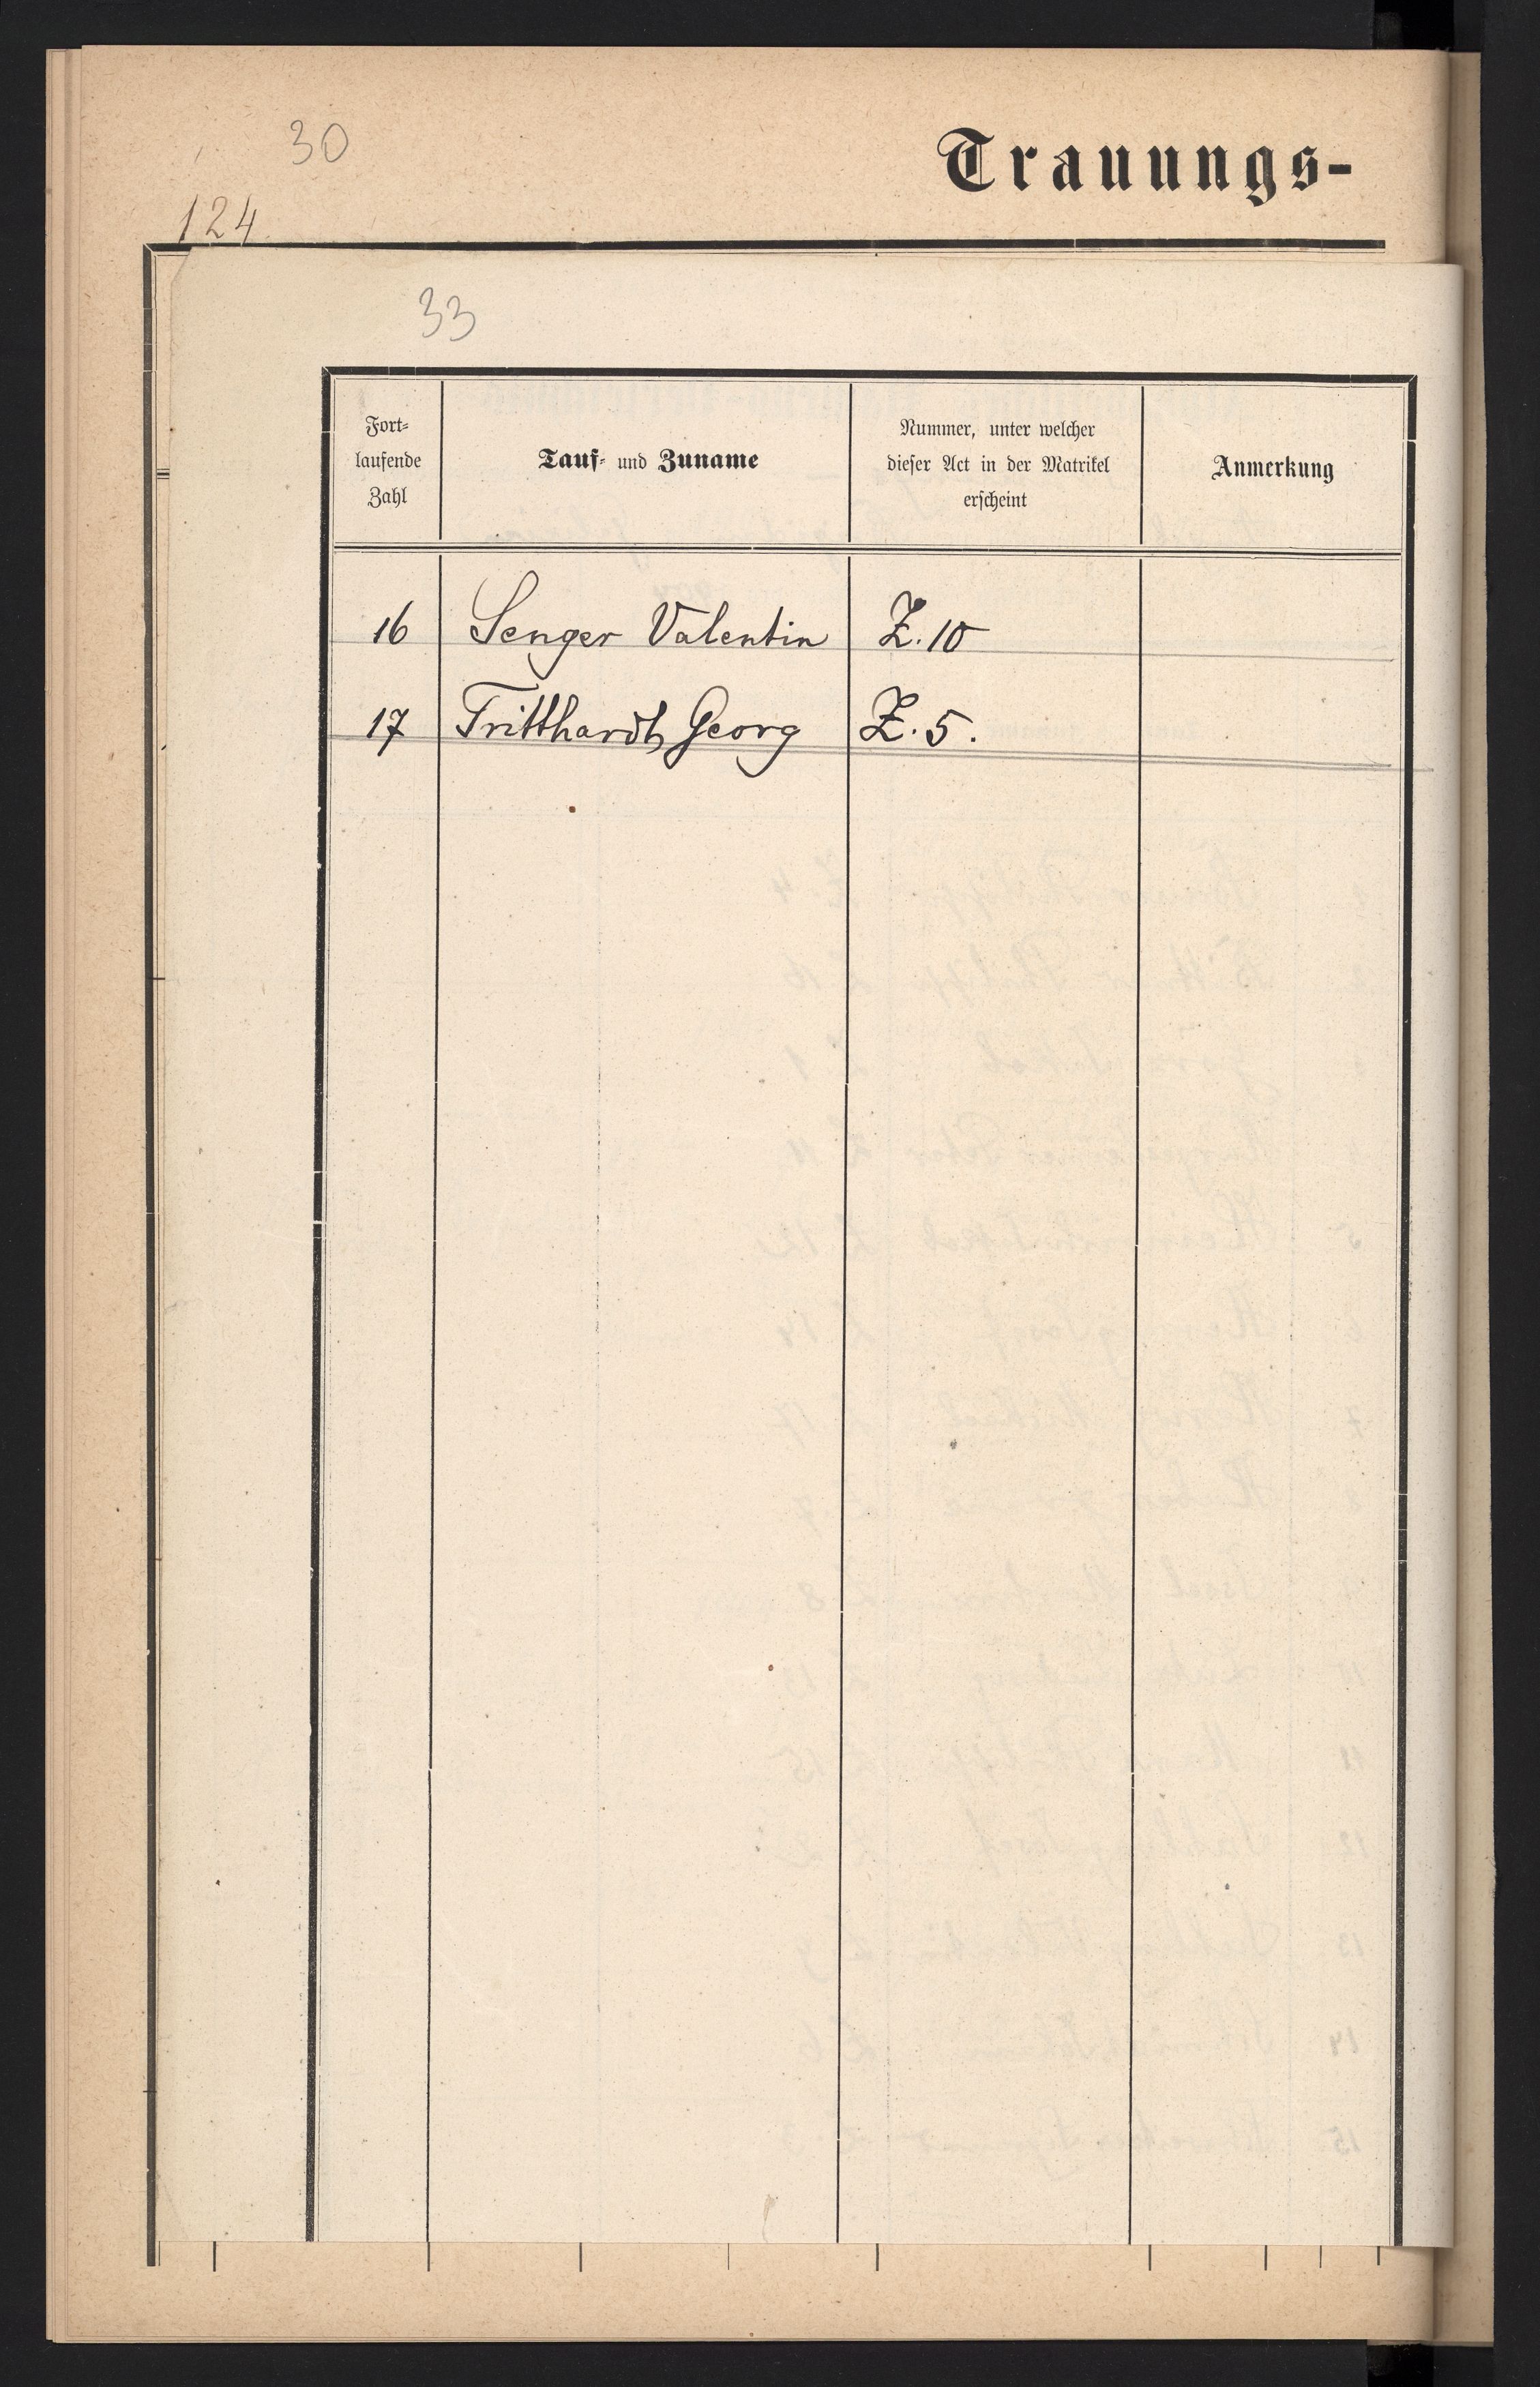 30
Trauungs-
124
33
Fort-
laufende
Zahl
Tauf- und Zuname
Nummer, unter welcher
dieser Act in der Matrikel
erscheint
Anmerkung
16 Senger Valentin Z. 10
17 Tritthardt Georg Z. 5.